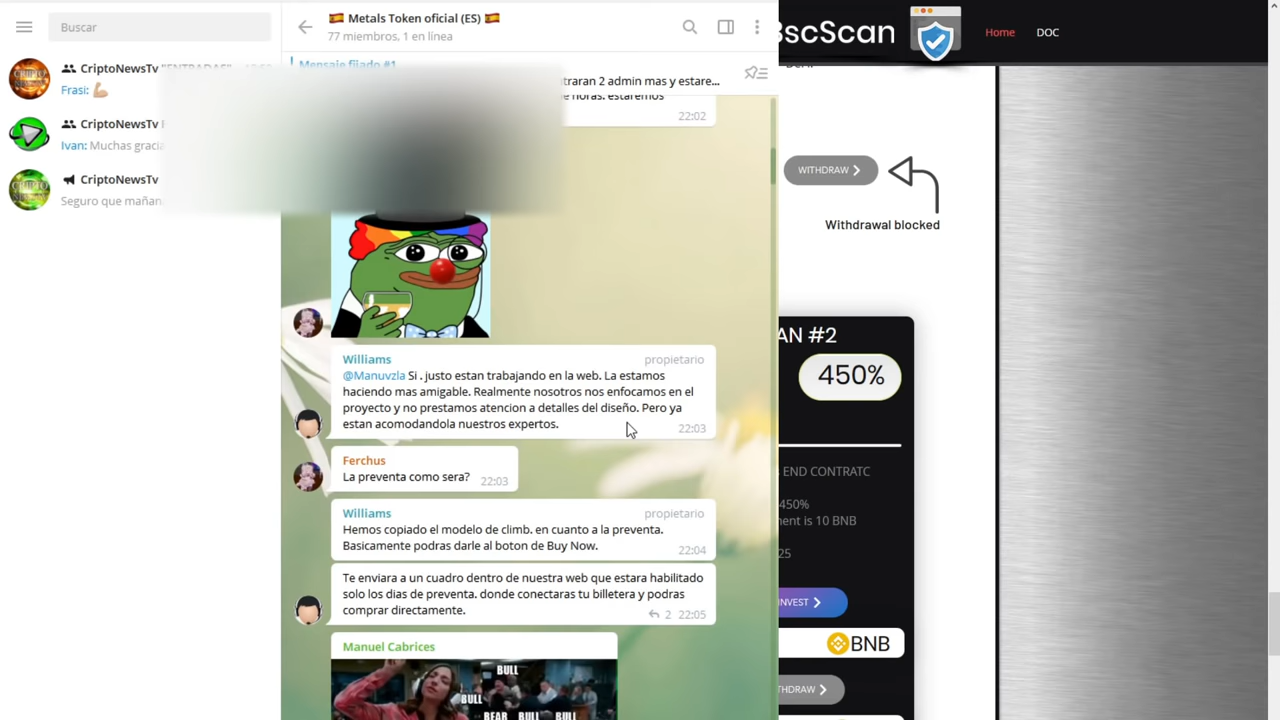 Buscar
CriptoNewsTv "ENTRADAS"
Frasi: 💪🏼
CriptoNewsTv
Ivan: Muchas gracia
CriptoNewsTv
Seguro que mañan
🇪🇸 Metals Token oficial (ES) 🇪🇸
77 miembros, 1 en línea
Mensaje fijado #1
traran 2 admin mas y estare...
e horas. estaremos
22:02
Williams propietario
@Manuvzla Si . justo estan trabajando en la web. La estamos
haciendo mas amigable. Realmente nosotros nos enfocamos en el
proyecto y no prestamos atencion a detalles del diseño. Pero ya
estan acomodandola nuestros expertos. 22:03
Ferchus
La preventa como sera? 22:03
Williams propietario
Hemos copiado el modelo de climb. en cuanto a la preventa.
Basicamente podras darle al boton de Buy Now. 22:04
Te enviara a un cuadro dentro de nuestra web que estara habilitado
solo los dias de preventa. donde conectaras tu billetera y podras
comprar directamente. 2 22:05
Manuel Cabrices
BULL
BULL
BEAR BULL BULL
BscScan
Home DOC
WITHDRAW
Withdrawal blocked
AN #2
450%
END CONTRATC
450%
ment is 10 BNB
25
INVEST
BNB
HDRAW